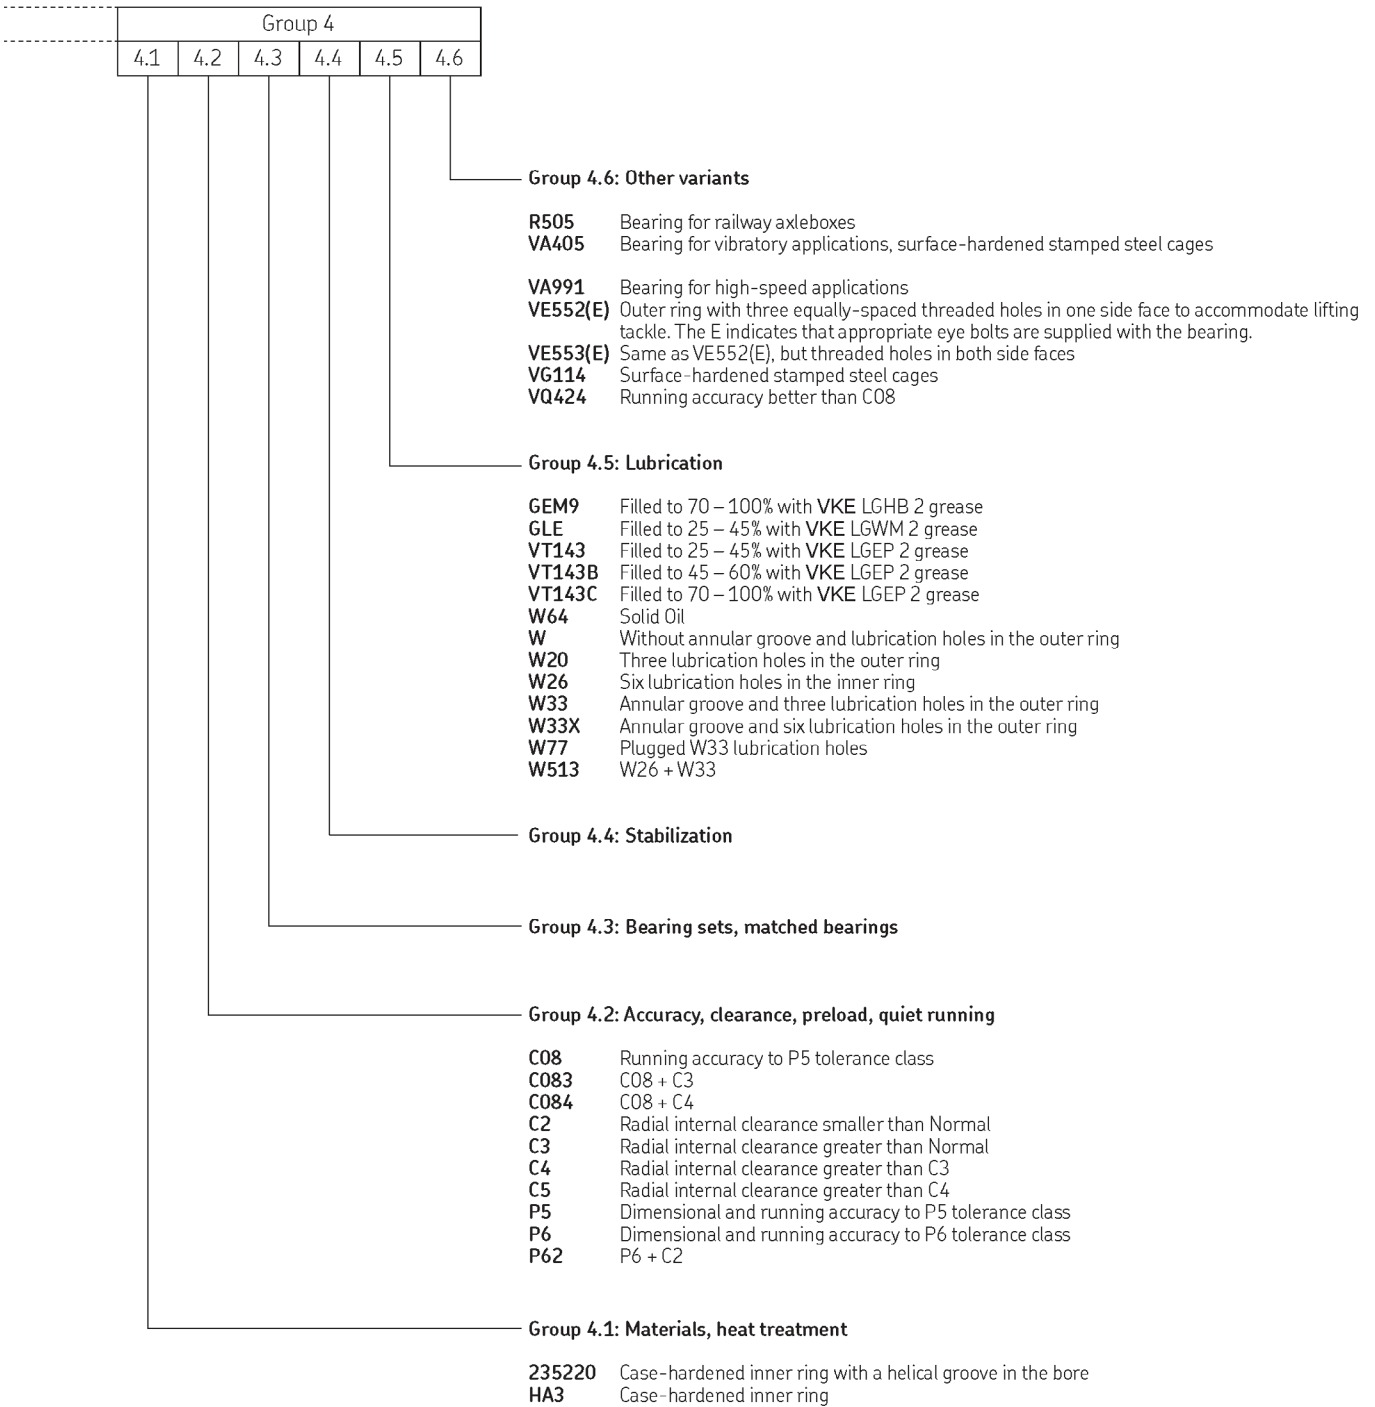 Group 4
4.1 4.2 4.3 4.4 4.5 4.6
Group 4.6: Other variants
R505 Bearing for railway axleboxes
VA405 Bearing for vibratory applications, surface-hardened stamped steel cages
VA991 Bearing for high-speed applications
VE552(E) Outer ring with three equally-spaced threaded holes in one side face to accommodate lifting
tackle. The E indicates that appropriate eye bolts are supplied with the bearing.
VE553(E) Same as VE552(E), but threaded holes in both side faces
VG114 Surface-hardened stamped steel cages
VQ424 Running accuracy better than C08
Group 4.5: Lubrication
GEM9 Filled to 70 – 100% with VKE LGHB 2 grease
GLE Filled to 25 – 45% with VKE LGWM 2 grease
VT143 Filled to 25 – 45% with VKE LGEP 2 grease
VT143B Filled to 45 – 60% with VKE LGEP 2 grease
VT143C Filled to 70 – 100% with VKE LGEP 2 grease
W64 Solid Oil
W Without annular groove and lubrication holes in the outer ring
W20 Three lubrication holes in the outer ring
W26 Six lubrication holes in the inner ring
W33 Annular groove and three lubrication holes in the outer ring
W33X Annular groove and six lubrication holes in the outer ring
W77 Plugged W33 lubrication holes
W513 W26 + W33
Group 4.4: Stabilization
Group 4.3: Bearing sets, matched bearings
Group 4.2: Accuracy, clearance, preload, quiet running
C08 Running accuracy to P5 tolerance class
C083 C08 + C3
C084 C08 + C4
C2 Radial internal clearance smaller than Normal
C3 Radial internal clearance greater than Normal
C4 Radial internal clearance greater than C3
C5 Radial internal clearance greater than C4
P5 Dimensional and running accuracy to P5 tolerance class
P6 Dimensional and running accuracy to P6 tolerance class
P62 P6 + C2
Group 4.1: Materials, heat treatment
235220 Case-hardened inner ring with a helical groove in the bore
HA3 Case-hardened inner ring